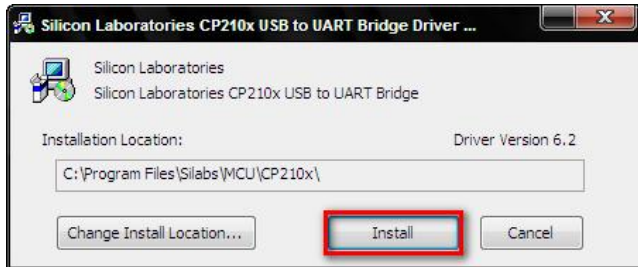 Silicon Laboratories CP210x USB to UART Bridge Driver ...
Silicon Laboratories
Silicon Laboratories CP210x USB to UART Bridge
Installation Location: Driver Version 6.2
C:\Program Files\Silabs\MCU\CP210x\
Change Install Location... Install Cancel